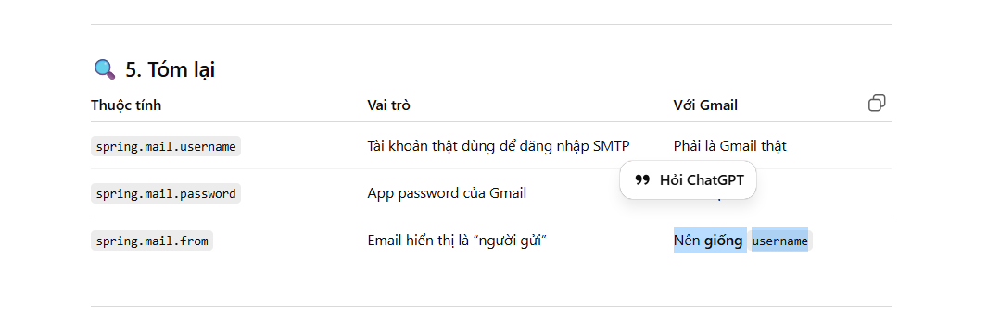 🔍 5. Tóm lại
Thuộc tính Vai trò Với Gmail
spring.mail.username Tài khoản thật dùng để đăng nhập SMTP Phải là Gmail thật
Hỏi ChatGPT
spring.mail.password App password của Gmail
spring.mail.from Email hiển thị là “người gửi” Nên giống username